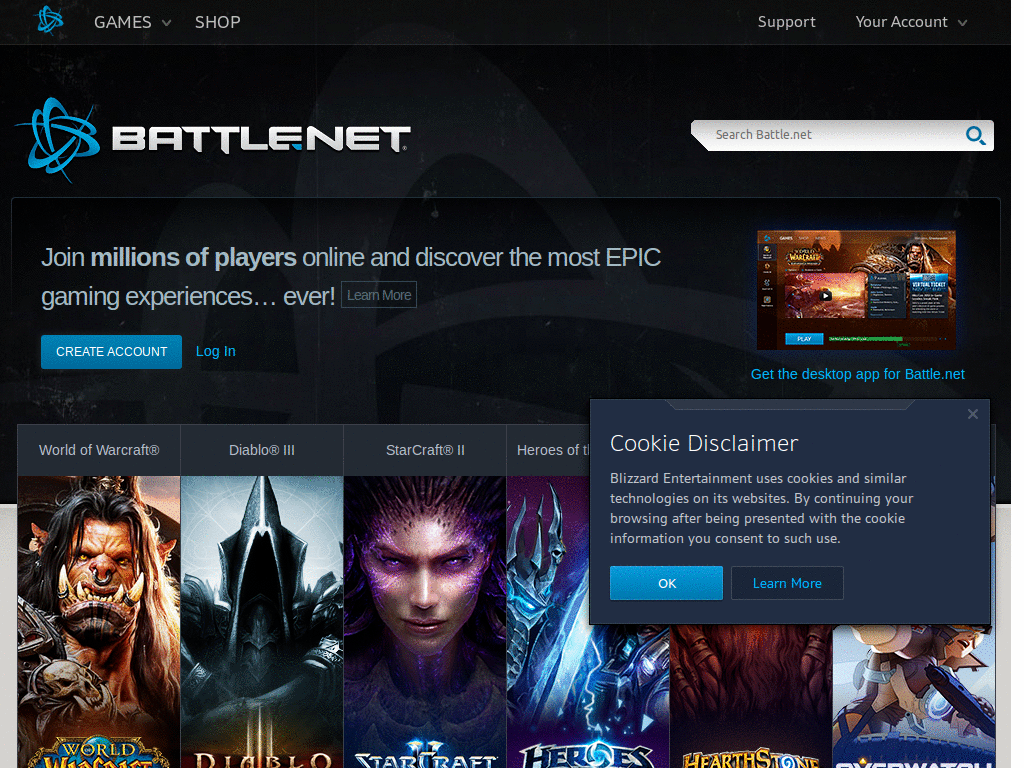 GAMES SHOP Support Your Account
BATTLE.NET®
Search Battle.net
Join millions of players online and discover the most EPIC
gaming experiences… ever! Learn More
CREATE ACCOUNT Log In
PLAY
Get the desktop app for Battle.net
World of Warcraft® Diablo® III StarCraft® II Heroes of t
Cookie Disclaimer
Blizzard Entertainment uses cookies and similar
technologies on its websites. By continuing your
browsing after being presented with the cookie
information you consent to such use.
OK Learn More
WORLD
WARCRAFT DIABLO STARCRAFT HEROES HEARTHSTONE OVERWATCH